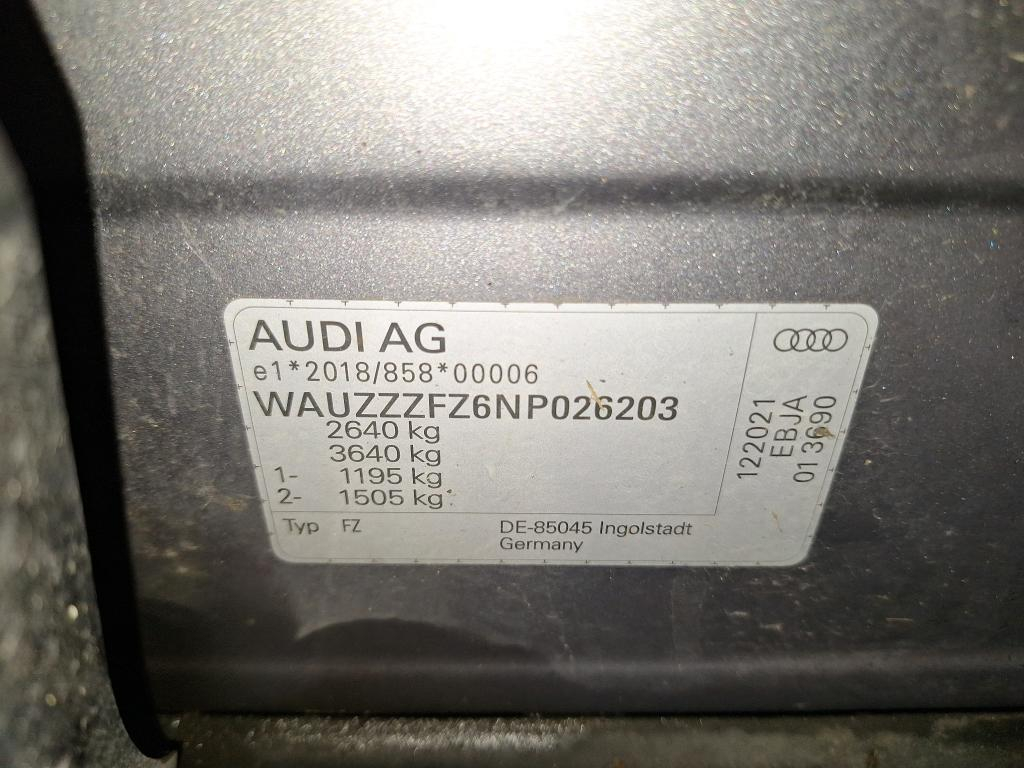 AUDI AG
e1*2018/858*00006
WAUZZZFZ6NP026203
2640 kg
3640 kg
1- 1195 kg
2- 1505 kg
Typ FZ
DE-85045 Ingolstadt
Germany
122021
EBJA
013690